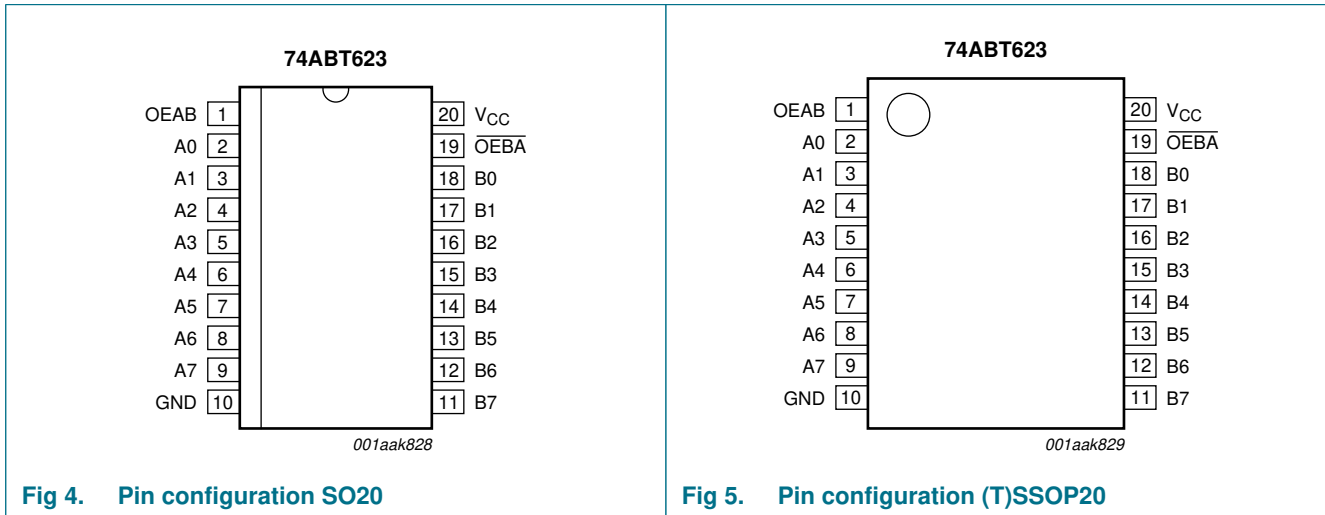 74ABT623
OEAB 1 20 VCC
A0 2 19 O̅E̅B̅A̅
A1 3 18 B0
A2 4 17 B1
A3 5 16 B2
A4 6 15 B3
A5 7 14 B4
A6 8 13 B5
A7 9 12 B6
GND 10 11 B7
001aak828
Fig 4. Pin configuration SO20
74ABT623
OEAB 1 20 VCC
A0 2 19 O̅E̅B̅A̅
A1 3 18 B0
A2 4 17 B1
A3 5 16 B2
A4 6 15 B3
A5 7 14 B4
A6 8 13 B5
A7 9 12 B6
GND 10 11 B7
001aak829
Fig 5. Pin configuration (T)SSOP20